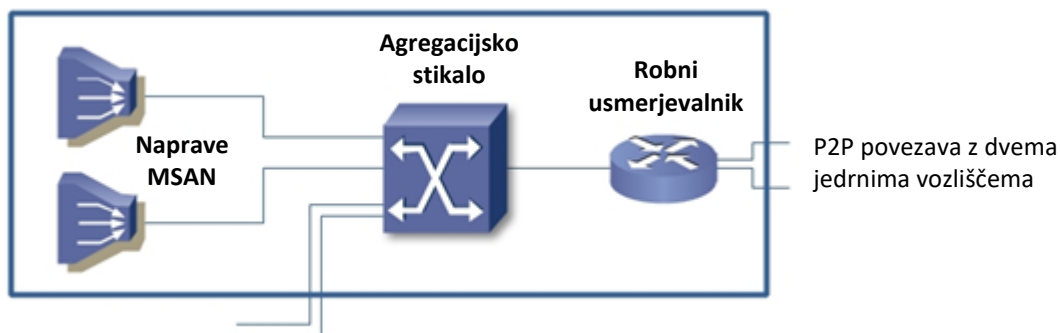 Agregacijsko
stikalo
Robni
usmerjevalnik
Naprave
MSAN
P2P povezava z dvema
jedrnima vozliščema